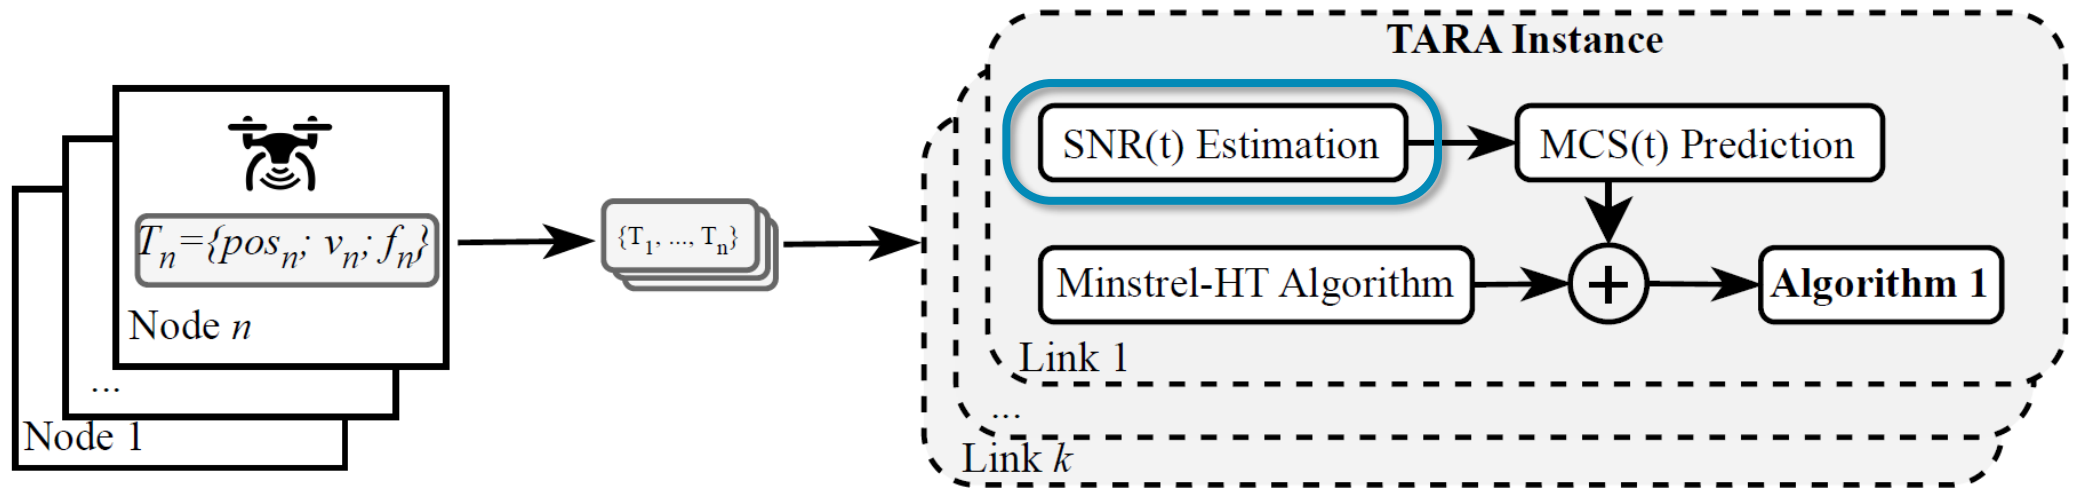 TARA Instance
SNR(t) Estimation
MCS(t) Prediction
Tn={posn; vn; fn}
{T1, ..., Tn}
Minstrel-HT Algorithm
+
Algorithm 1
Node n
Link 1
...
...
Node 1
Link k